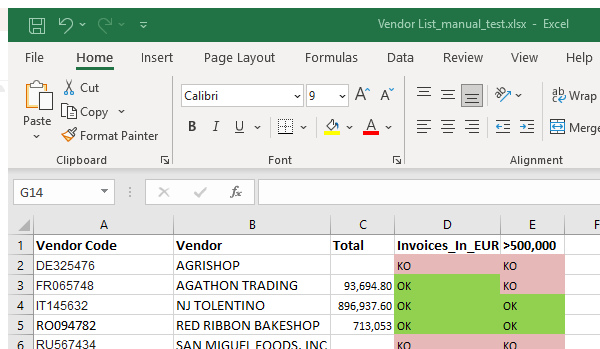 Vendor List_manual_test.xlsx - Excel
File Home Insert Page Layout Formulas Data Review View Help
Paste
Cut
Copy
Format Painter
Clipboard
Calibri 9 A A
B I U A
Font
ab Wrap
Merge
Alignment
G14 fx
A B C D E F
1 Vendor Code Vendor Total Invoices_In_EUR >500,000
2 DE325476 AGRISHOP KO KO
3 FR065748 AGATHON TRADING 93,694.80 OK KO
4 IT145632 NJ TOLENTINO 896,937.60 OK OK
5 RO094782 RED RIBBON BAKESHOP 713,053 OK OK
6 RU567434 SAN MIGUEL FOODS, INC KO KO